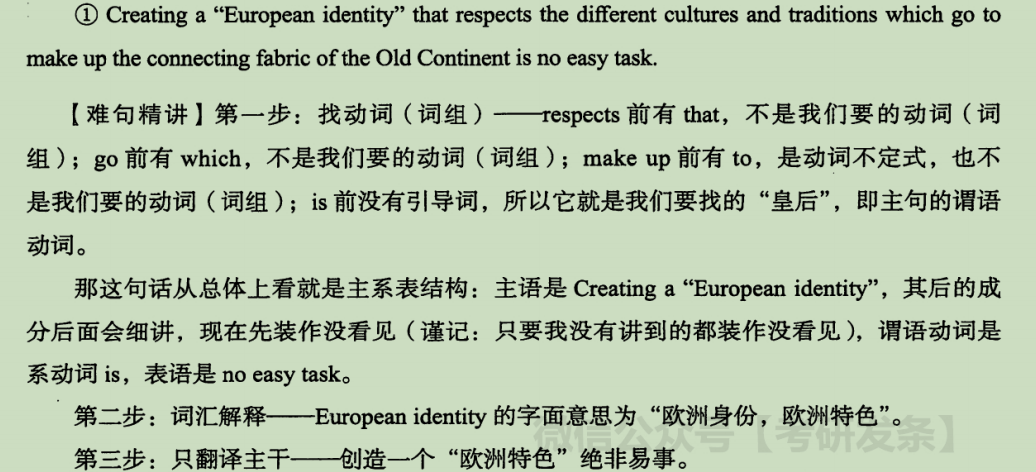 ① Creating a “European identity” that respects the different cultures and traditions which go to
make up the connecting fabric of the Old Continent is no easy task.
【难句精讲】第一步：找动词（词组）——respects 前有 that，不是我们要的动词（词
组）；go 前有 which，不是我们要的动词（词组）；make up 前有 to，是动词不定式，也不
是我们要的动词（词组）；is 前没有引导词，所以它就是我们要找的“皇后”，即主句的谓语
动词。
那这句话从总体上看就是主系表结构：主语是 Creating a “European identity”，其后的成
分后面会细讲，现在先装作没看见（谨记：只要我没有讲到的都装作没看见），谓语动词是
系动词 is，表语是 no easy task。
第二步：词汇解释——European identity 的字面意思为“欧洲身份，欧洲特色”。
微信公众号【考研发条】
第三步：只翻译主干——创造一个“欧洲特色”绝非易事。